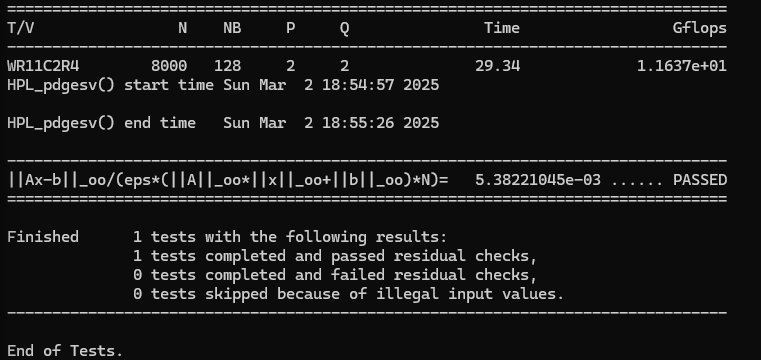 ================================================================================
T/V                N    NB     P     Q               Time                 Gflops
--------------------------------------------------------------------------------
WR11C2R4        8000   128     2     2              29.34             1.1637e+01
HPL_pdgesv() start time Sun Mar  2 18:54:57 2025
HPL_pdgesv() end time   Sun Mar  2 18:55:26 2025
--------------------------------------------------------------------------------
||Ax-b||_oo/(eps*(||A||_oo*||x||_oo+||b||_oo)*N)=   5.38221045e-03 ...... PASSED
================================================================================
Finished      1 tests with the following results:
              1 tests completed and passed residual checks,
              0 tests completed and failed residual checks,
              0 tests skipped because of illegal input values.
--------------------------------------------------------------------------------
End of Tests.